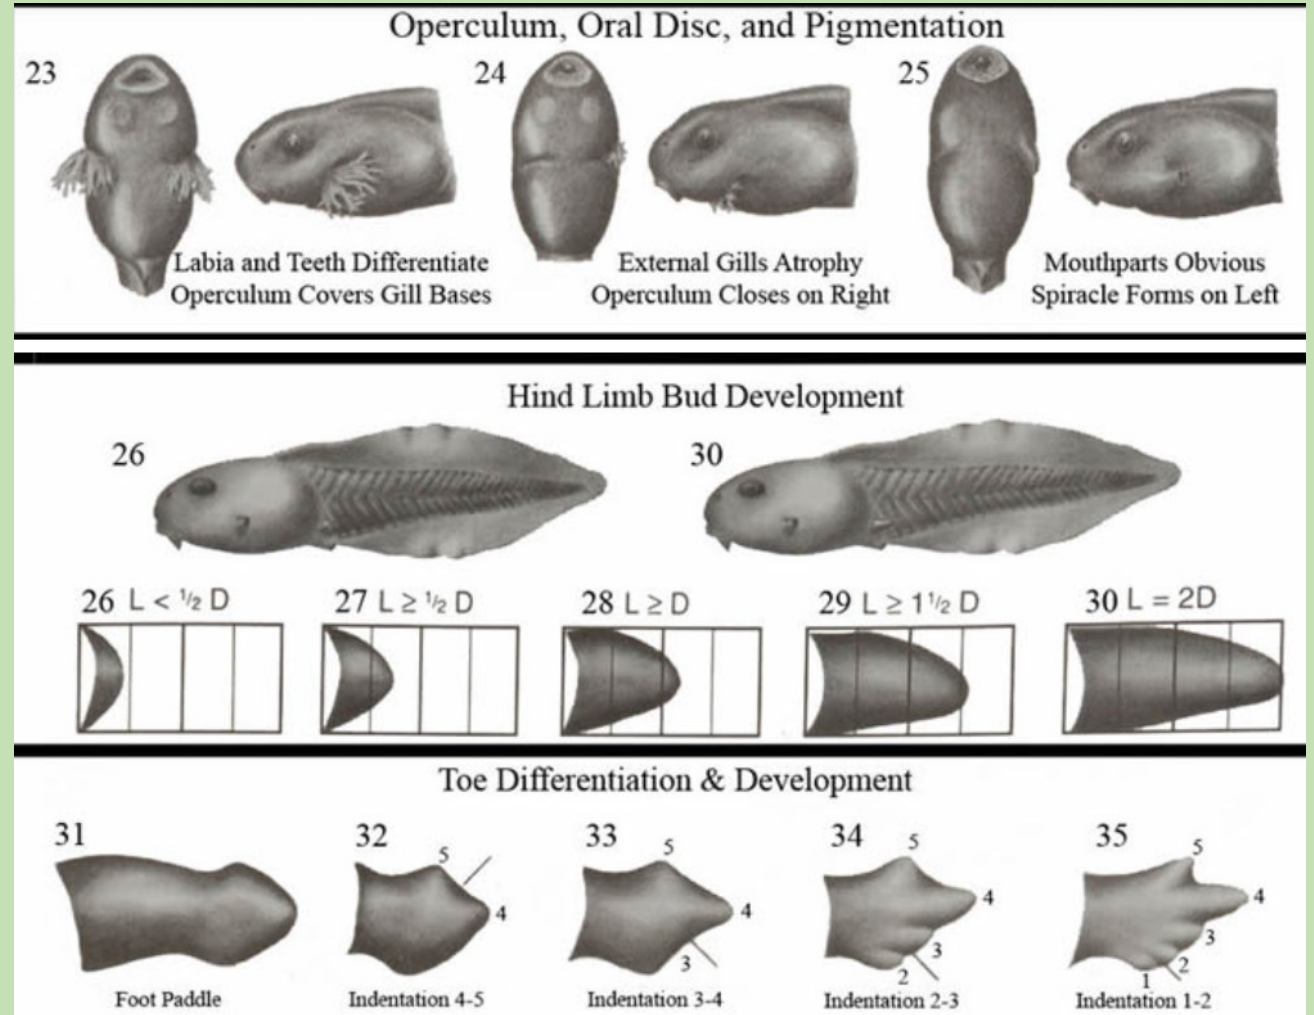 Operculum, Oral Disc, and Pigmentation
23
24
25
Labia and Teeth Differentiate
Operculum Covers Gill Bases
External Gills Atrophy
Operculum Closes on Right
Mouthparts Obvious
Spiracle Forms on Left
Hind Limb Bud Development
26
30
26 L < 1/2 D
27 L ≥ 1/2 D
28 L ≥ D
29 L ≥ 1 1/2 D
30 L = 2D
Toe Differentiation & Development
31
Foot Paddle
32
5
4
Indentation 4-5
33
5
4
3
Indentation 3-4
34
5
4
3
2
Indentation 2-3
35
5
4
3
2
1
Indentation 1-2